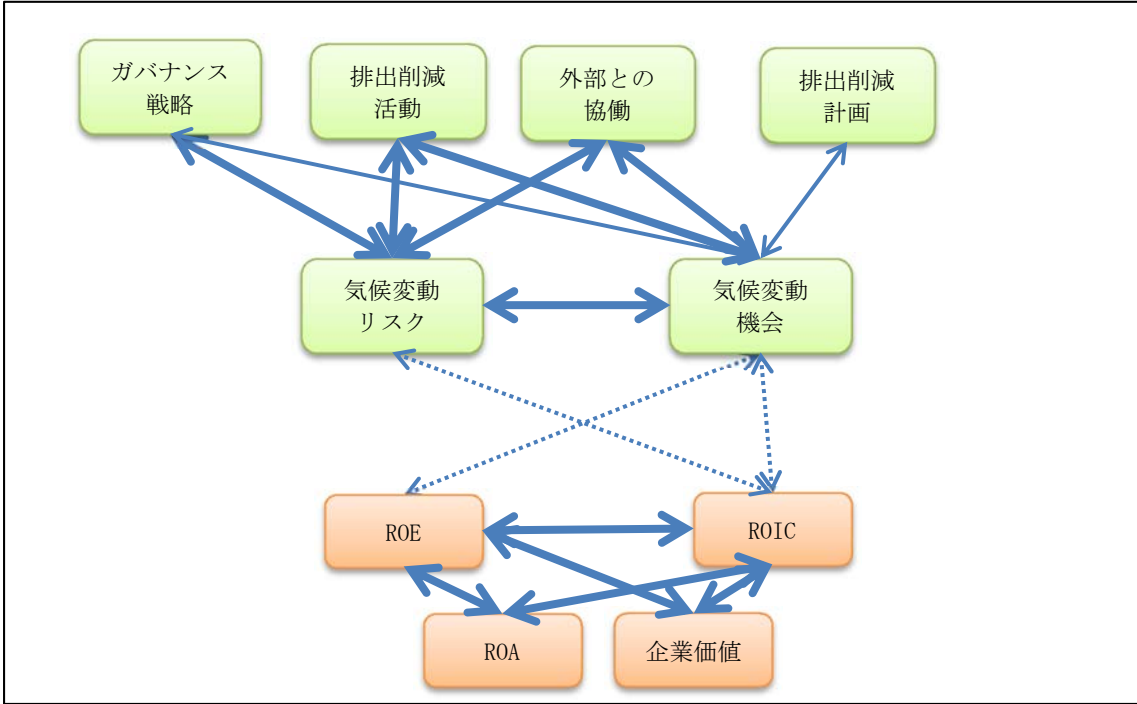 ガバナンス
戦略
排出削減
活動
外部との
協働
排出削減
計画
気候変動
リスク
気候変動
機会
ROE
ROIC
ROA
企業価値